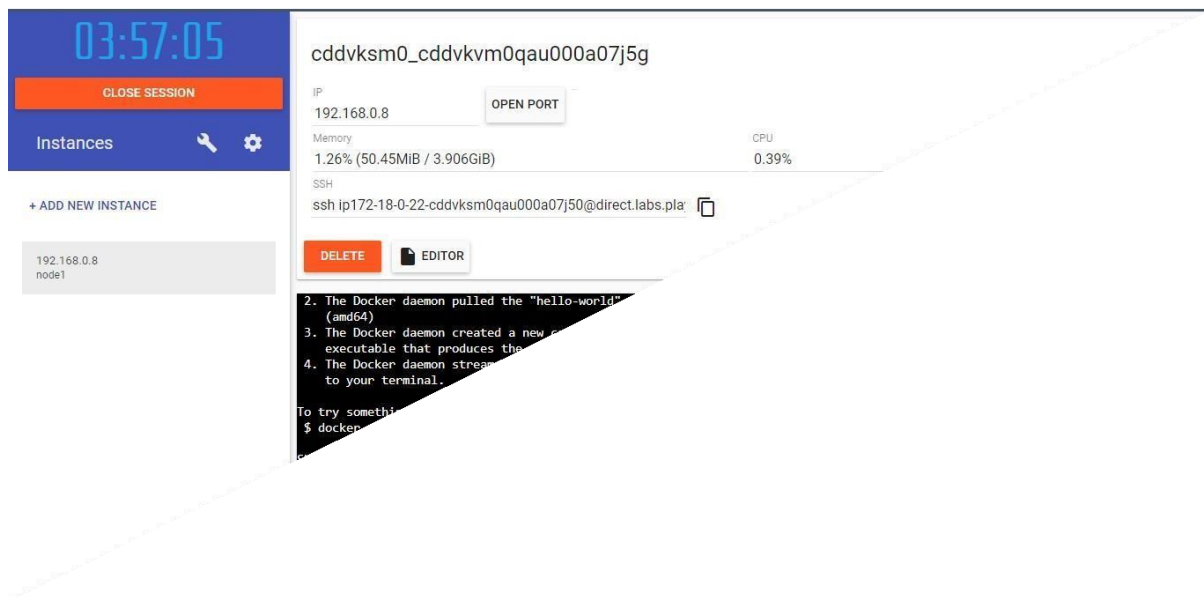 03:57:05
CLOSE SESSION
Instances
+ ADD NEW INSTANCE
192.168.0.8
node1
cddvksm0_cddvkvm0qau000a07j5g
IP
192.168.0.8
OPEN PORT
Memory
1.26% (50.45MiB / 3.906GiB)
CPU
0.39%
SSH
ssh ip172-18-0-22-cddvksm0qau000a07j50@direct.labs.pla
DELETE
EDITOR
2. The Docker daemon pulled the "hello-world"
(amd64)
3. The Docker daemon created a new
executable that produces the
4. The Docker daemon
to your terminal.
To try
$ docker